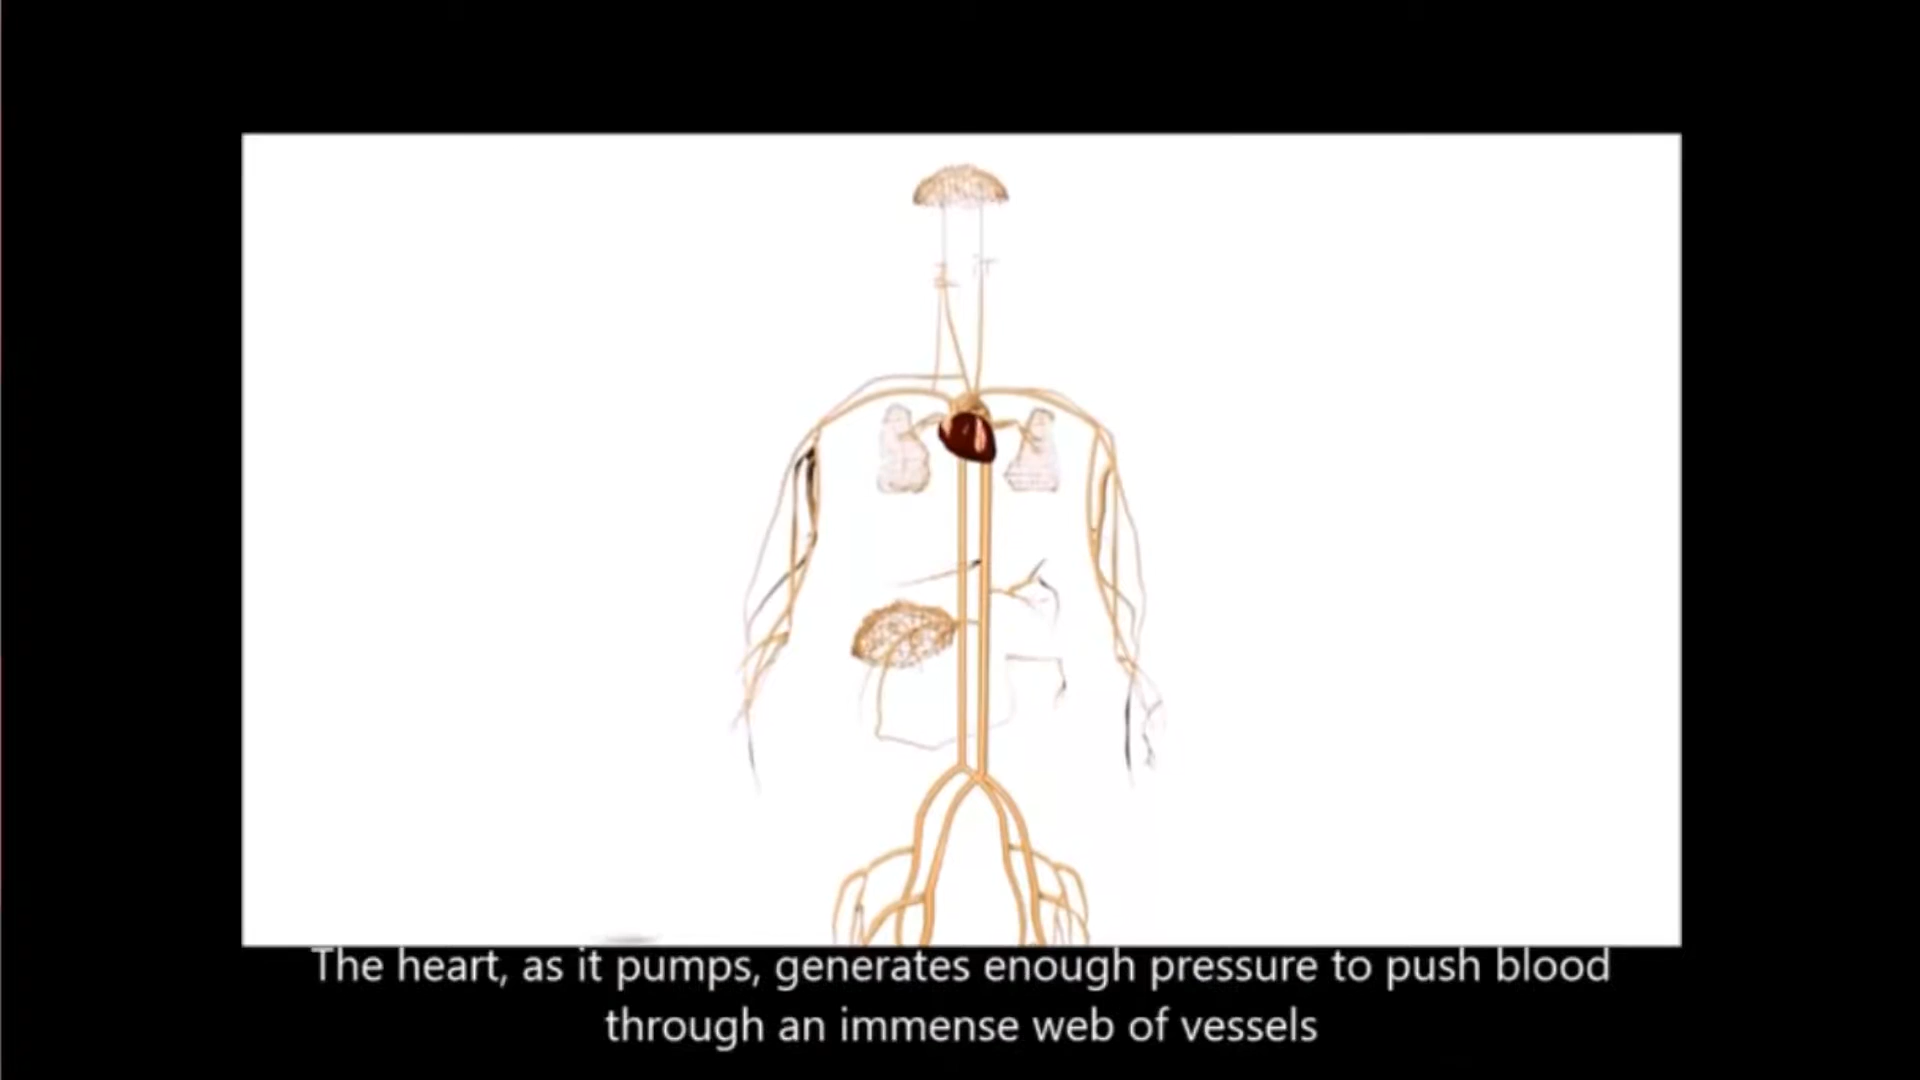 The heart, as it pumps, generates enough pressure to push blood
through an immense web of vessels